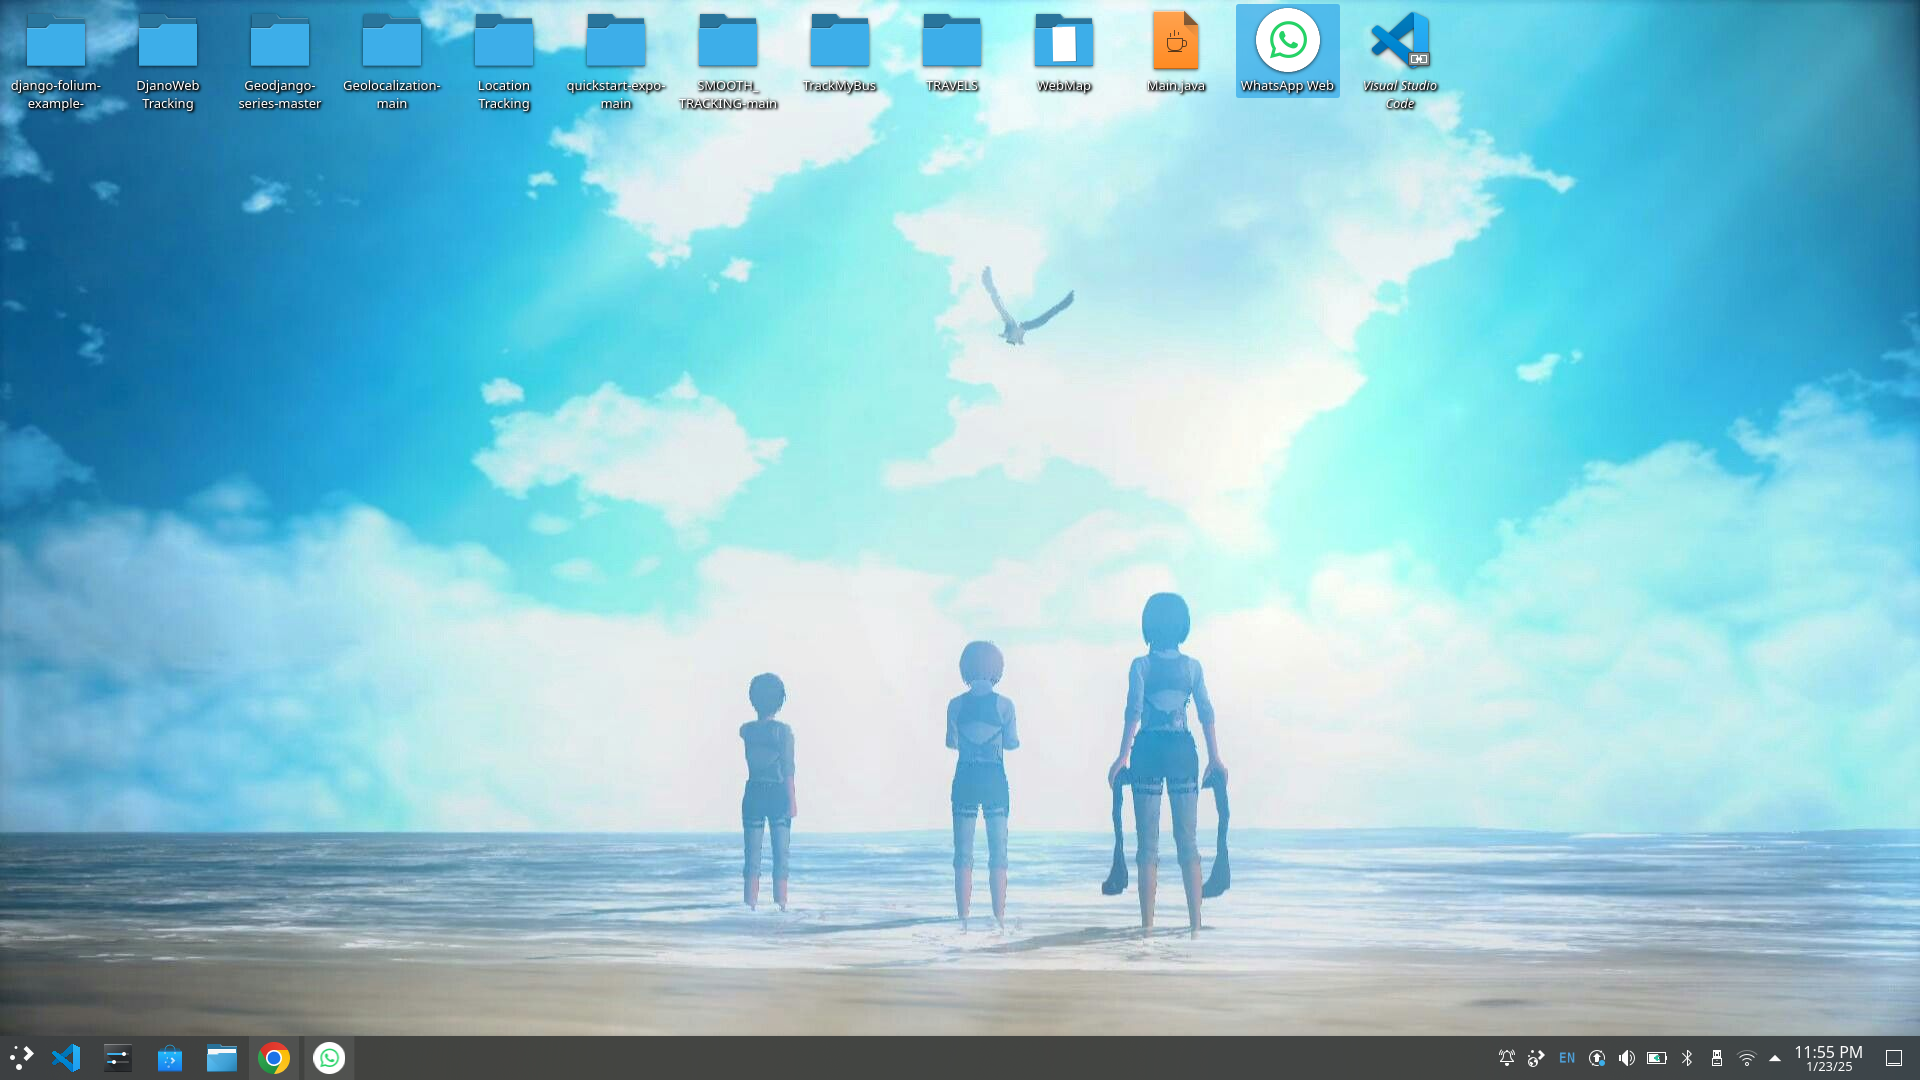 django-folium-
example-
DjanoWeb
Tracking
Geodjango-
series-master
Geolocalization-
main
Location
Tracking
quickstart-expo-
main
SMOOTH_
TRACKING-main
TrackMyBus
TRAVELS
WebMap
Main.java
WhatsApp Web
Visual Studio
Code
EN
11:55 PM
1/23/25